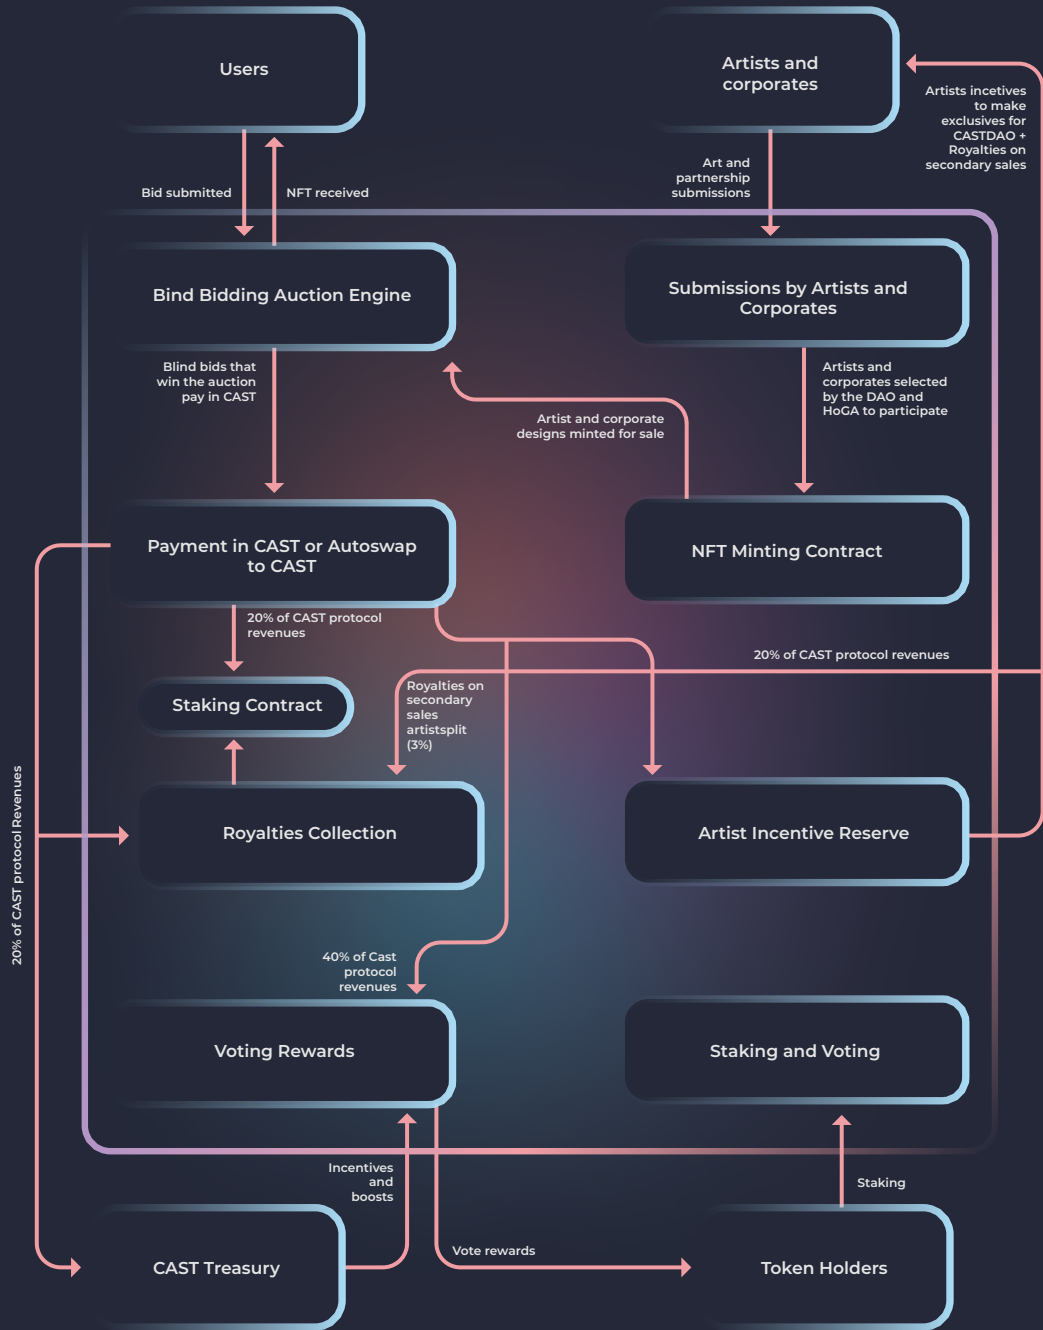 Users
Artists and
corporates
Artists incetives
to make
exclusives for
CASTDAO +
Royalties on
secondary sales
Bid submitted
NFT received
Art and
partnership
submissions
Bind Bidding Auction Engine
Submissions by Artists and
Corporates
Blind bids that
win the auction
pay in CAST
Artists and
corporates selected
by the DAO and
HoGA to participate
Artist and corporate
designs minted for sale
Payment in CAST or Autoswap
to CAST
NFT Minting Contract
20% of CAST protocol
revenues
20% of CAST protocol revenues
Staking Contract
Royalties on
secondary
sales
artistsplit
(3%)
20% of CAST protocol Revenues
Royalties Collection
Artist Incentive Reserve
40% of Cast
protocol
revenues
Voting Rewards
Staking and Voting
Incentives
and
boosts
Staking
Vote rewards
CAST Treasury
Token Holders